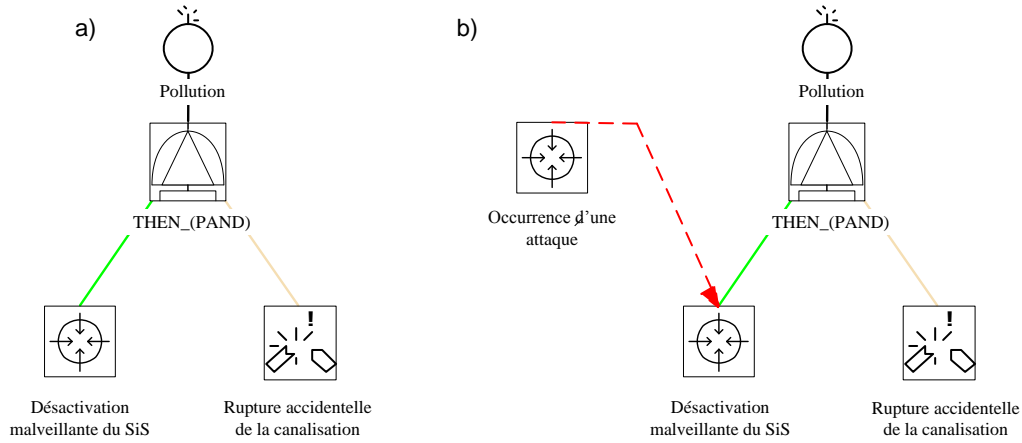 a)
Pollution
THEN_(PAND)
Désactivation
malveillante du SiS
!
Rupture accidentelle
de la canalisation
b)
Pollution
Occurrence d'une
attaque
THEN_(PAND)
Désactivation
malveillante du SiS
!
Rupture accidentelle
de la canalisation